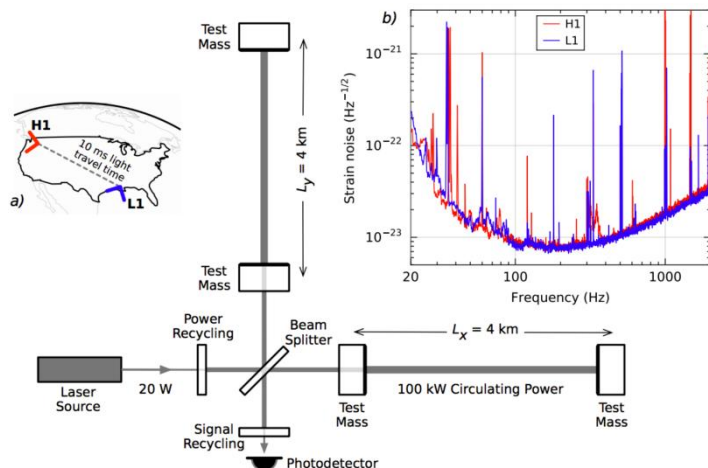 a)
H1
10 ms light
travel time
L1
Test
Mass
L_y = 4 km
Test
Mass
b)
H1
L1
Strain noise (Hz^{-1/2})
10^{-21}
10^{-22}
10^{-23}
20
100
1000
2000
Frequency (Hz)
Laser
Source
20 W
Power
Recycling
Beam
Splitter
Signal
Recycling
Photodetector
L_x = 4 km
Test
Mass
100 kW Circulating Power
Test
Mass